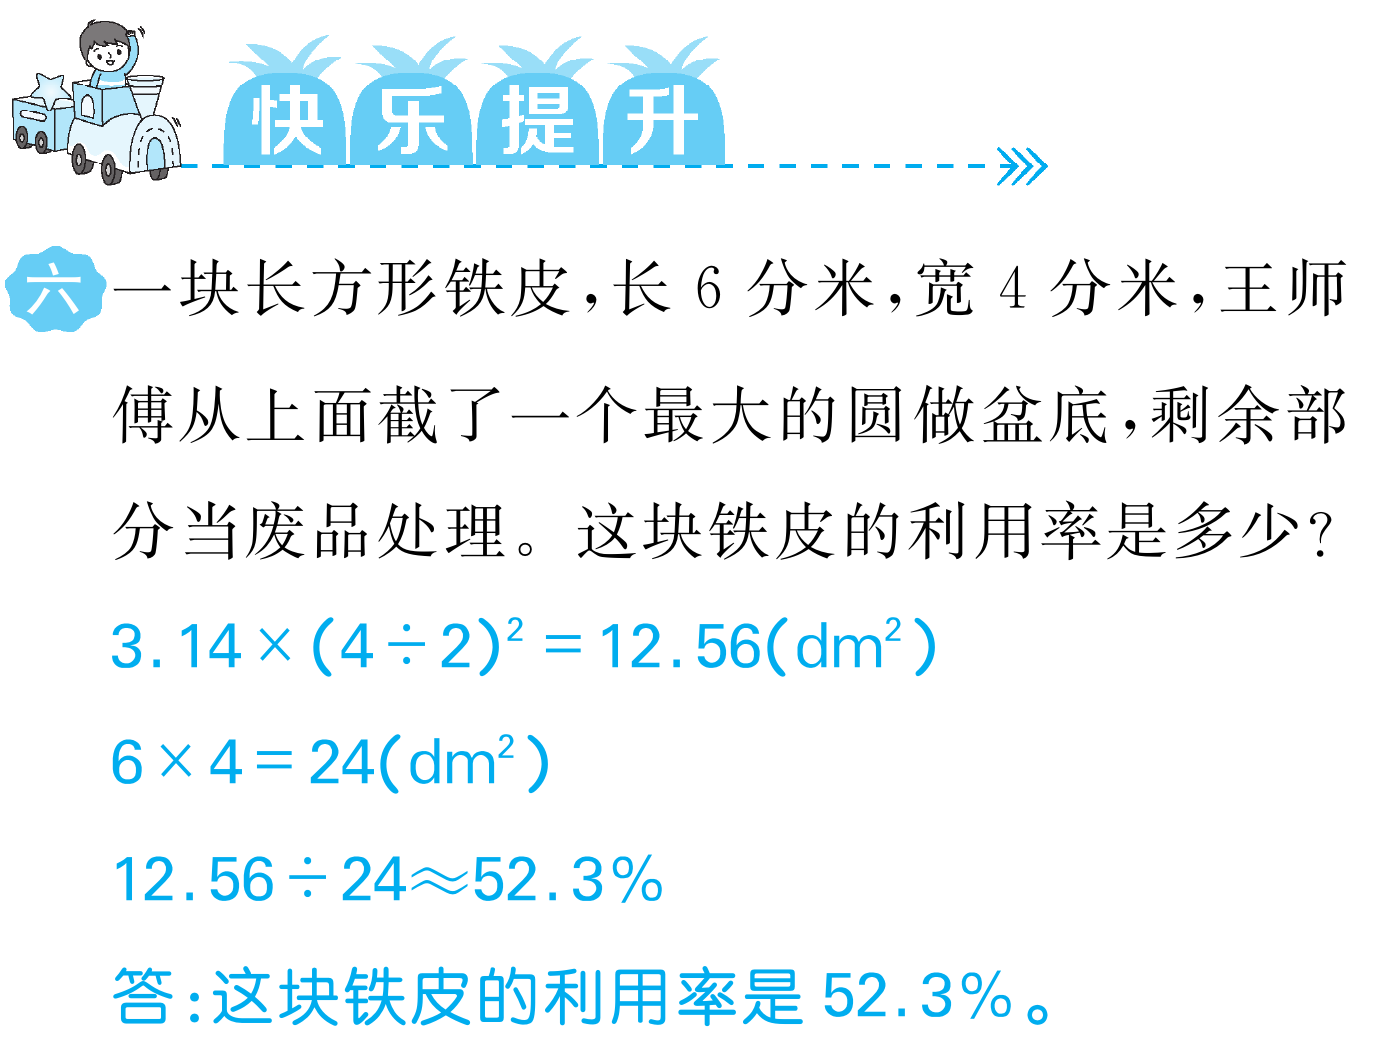 快乐提升
六 一块长方形铁皮,长 6 分米,宽 4 分米,王师
傅从上面截了一个最大的圆做盆底,剩余部
分当废品处理。这块铁皮的利用率是多少?
3.14×(4÷2)²=12.56(dm²)
6×4=24(dm²)
12.56÷24≈52.3%
答:这块铁皮的利用率是 52.3%。